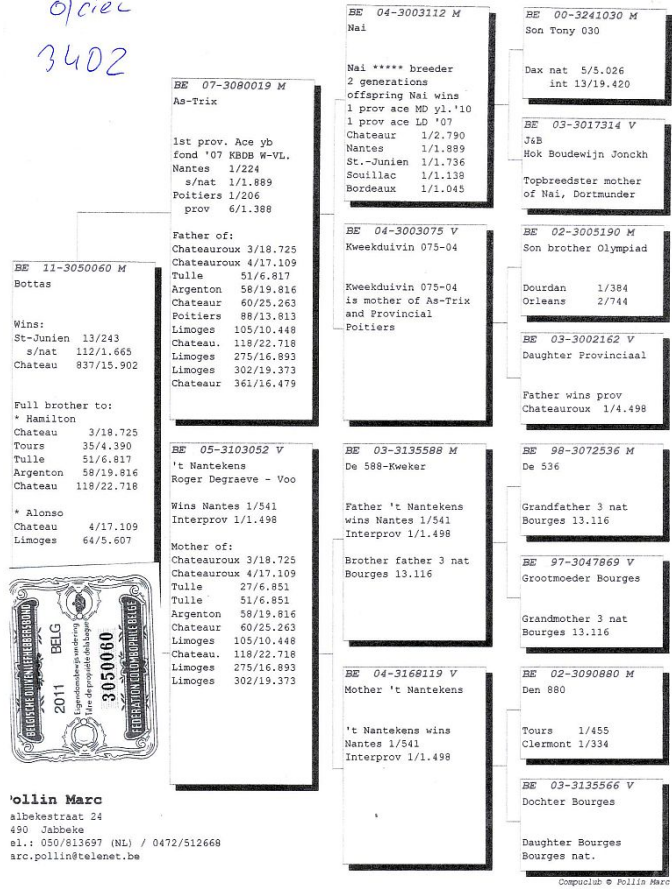 3402
BE 11-3050060 M
Bottas
Wins:
St-Junien 13/243
s/nat 112/1.665
Chateau 837/15.902
Full brother to:
* Hamilton
Chateau 3/18.725
Tours 35/4.390
Tulle 51/6.817
Argenton 58/19.816
Chateau 118/22.718
* Alonso
Chateau 4/17.109
Limoges 64/5.607
BELGISCHE DUIVENLIEFHEBBERSBOND
2011 BELG
Eigendomsbewijs van de ring
Titre de propriété de la bague
3050060
FEDERATION COLOMBOPHILE BELGE
ollin Marc
albekestraat 24
490 Jabbeke
el.: 050/813697 (NL) / 0472/512668
arc.pollin@telenet.be
BE 07-3080019 M
As-Trix
1st prov. Ace yb
fond '07 KBDB W-VL.
Nantes 1/224
s/nat 1/1.889
Poitiers 1/206
prov 6/1.388
Father of:
Chateauroux 3/18.725
Chateauroux 4/17.109
Tulle 51/6.817
Argenton 58/19.816
Chateaur 60/25.263
Poitiers 88/13.813
Limoges 105/10.448
Chateau. 118/22.718
Limoges 275/16.893
Limoges 302/19.373
Chateaur 361/16.479
BE 05-3103052 V
't Nantekens
Roger Degraeve - Voo
Wins Nantes 1/541
Interprov 1/1.498
Mother of:
Chateauroux 3/18.725
Chateauroux 4/17.109
Tulle 27/6.851
Tulle 51/6.851
Argenton 58/19.816
Chateaur 60/25.263
Limoges 105/10.448
Chateau. 118/22.718
Limoges 275/16.893
Limoges 302/19.373
BE 04-3003112 M
Nai
Nai ***** breeder
2 generations
offspring Nai wins
1 prov ace MD yl.'10
1 prov ace LD '07
Chateaur 1/2.790
Nantes 1/1.889
St.-Junien 1/1.736
Souillac 1/1.138
Bordeaux 1/1.045
BE 04-3003075 V
Kweekduivin 075-04
Kweekduivin 075-04
is mother of As-Trix
and Provincial
Poitiers
BE 03-3135588 M
De 588-Kweker
Father 't Nantekens
wins Nantes 1/541
Interprov 1/1.498
Brother father 3 nat
Bourges 13.116
BE 04-3168119 V
Mother 't Nantekens
't Nantekens wins
Nantes 1/541
Interprov 1/1.498
BE 00-3241030 M
Son Tony 030
Dax nat 5/5.026
int 13/19.420
BE 03-3017314 V
J&B
Hok Boudewijn Jonckh
Topbreedster mother
of Nai, Dortmunder
BE 02-3005190 M
Son brother Olympiad
Dourdan 1/384
Orleans 2/744
BE 03-3002162 V
Daughter Provinciaal
Father wins prov
Chateauroux 1/4.498
BE 98-3072536 M
De 536
Grandfather 3 nat
Bourges 13.116
BE 97-3047869 V
Grootmoeder Bourges
Grandmother 3 nat
Bourges 13.116
BE 02-3090880 M
Den 880
Tours 1/455
Clermont 1/334
BE 03-3135566 V
Dochter Bourges
Daughter Bourges
Bourges nat.
Compuclub © Pollin Marc